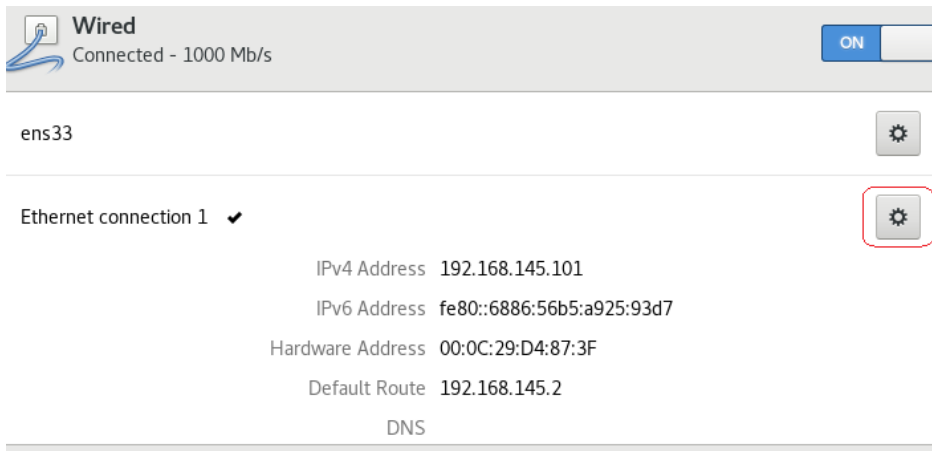 Wired
Connected - 1000 Mb/s
ON
ens33
Ethernet connection 1
IPv4 Address 192.168.145.101
IPv6 Address fe80::6886:56b5:a925:93d7
Hardware Address 00:0C:29:D4:87:3F
Default Route 192.168.145.2
DNS